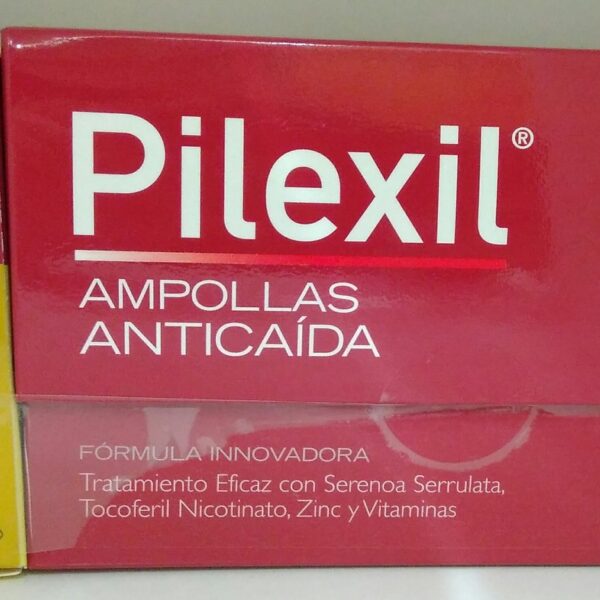 Pilexil®
AMPOLLAS
ANTICAÍDA
FÓRMULA INNOVADORA
Tratamiento Eficaz con Serenoa Serrulata,
Tocoferil Nicotinato, Zinc y Vitaminas